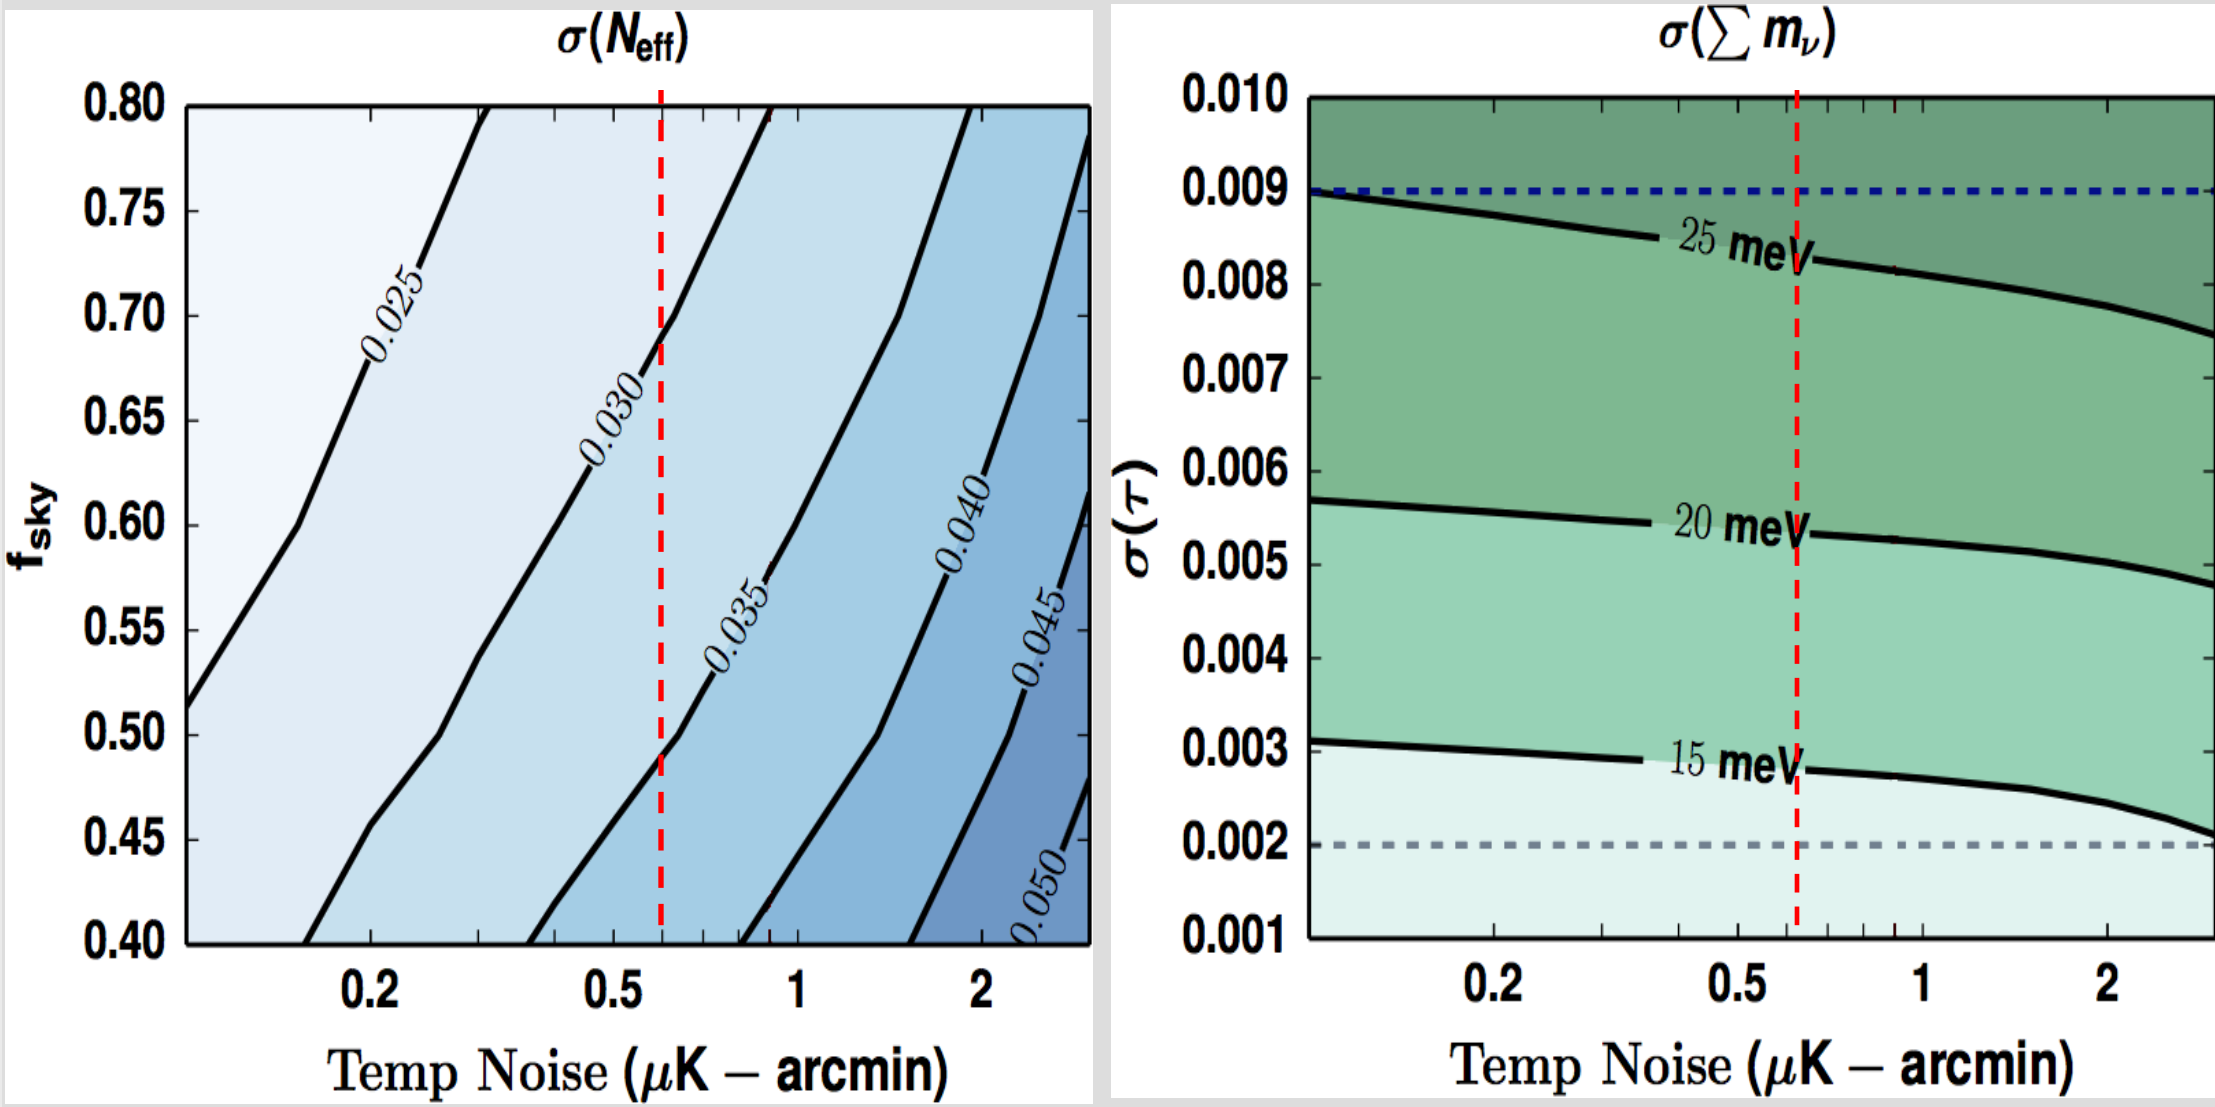 σ(N_eff)
0.80
0.75
0.70
0.65
0.60
0.55
0.50
0.45
0.40
f_sky
0.025
0.030
0.035
0.040
0.045
0.050
0.2 0.5 1 2
Temp Noise (μK − arcmin)
σ(∑ m_ν)
0.010
0.009
0.008
0.007
0.006
0.005
0.004
0.003
0.002
0.001
σ(τ)
25 meV
20 meV
15 meV
0.2 0.5 1 2
Temp Noise (μK − arcmin)